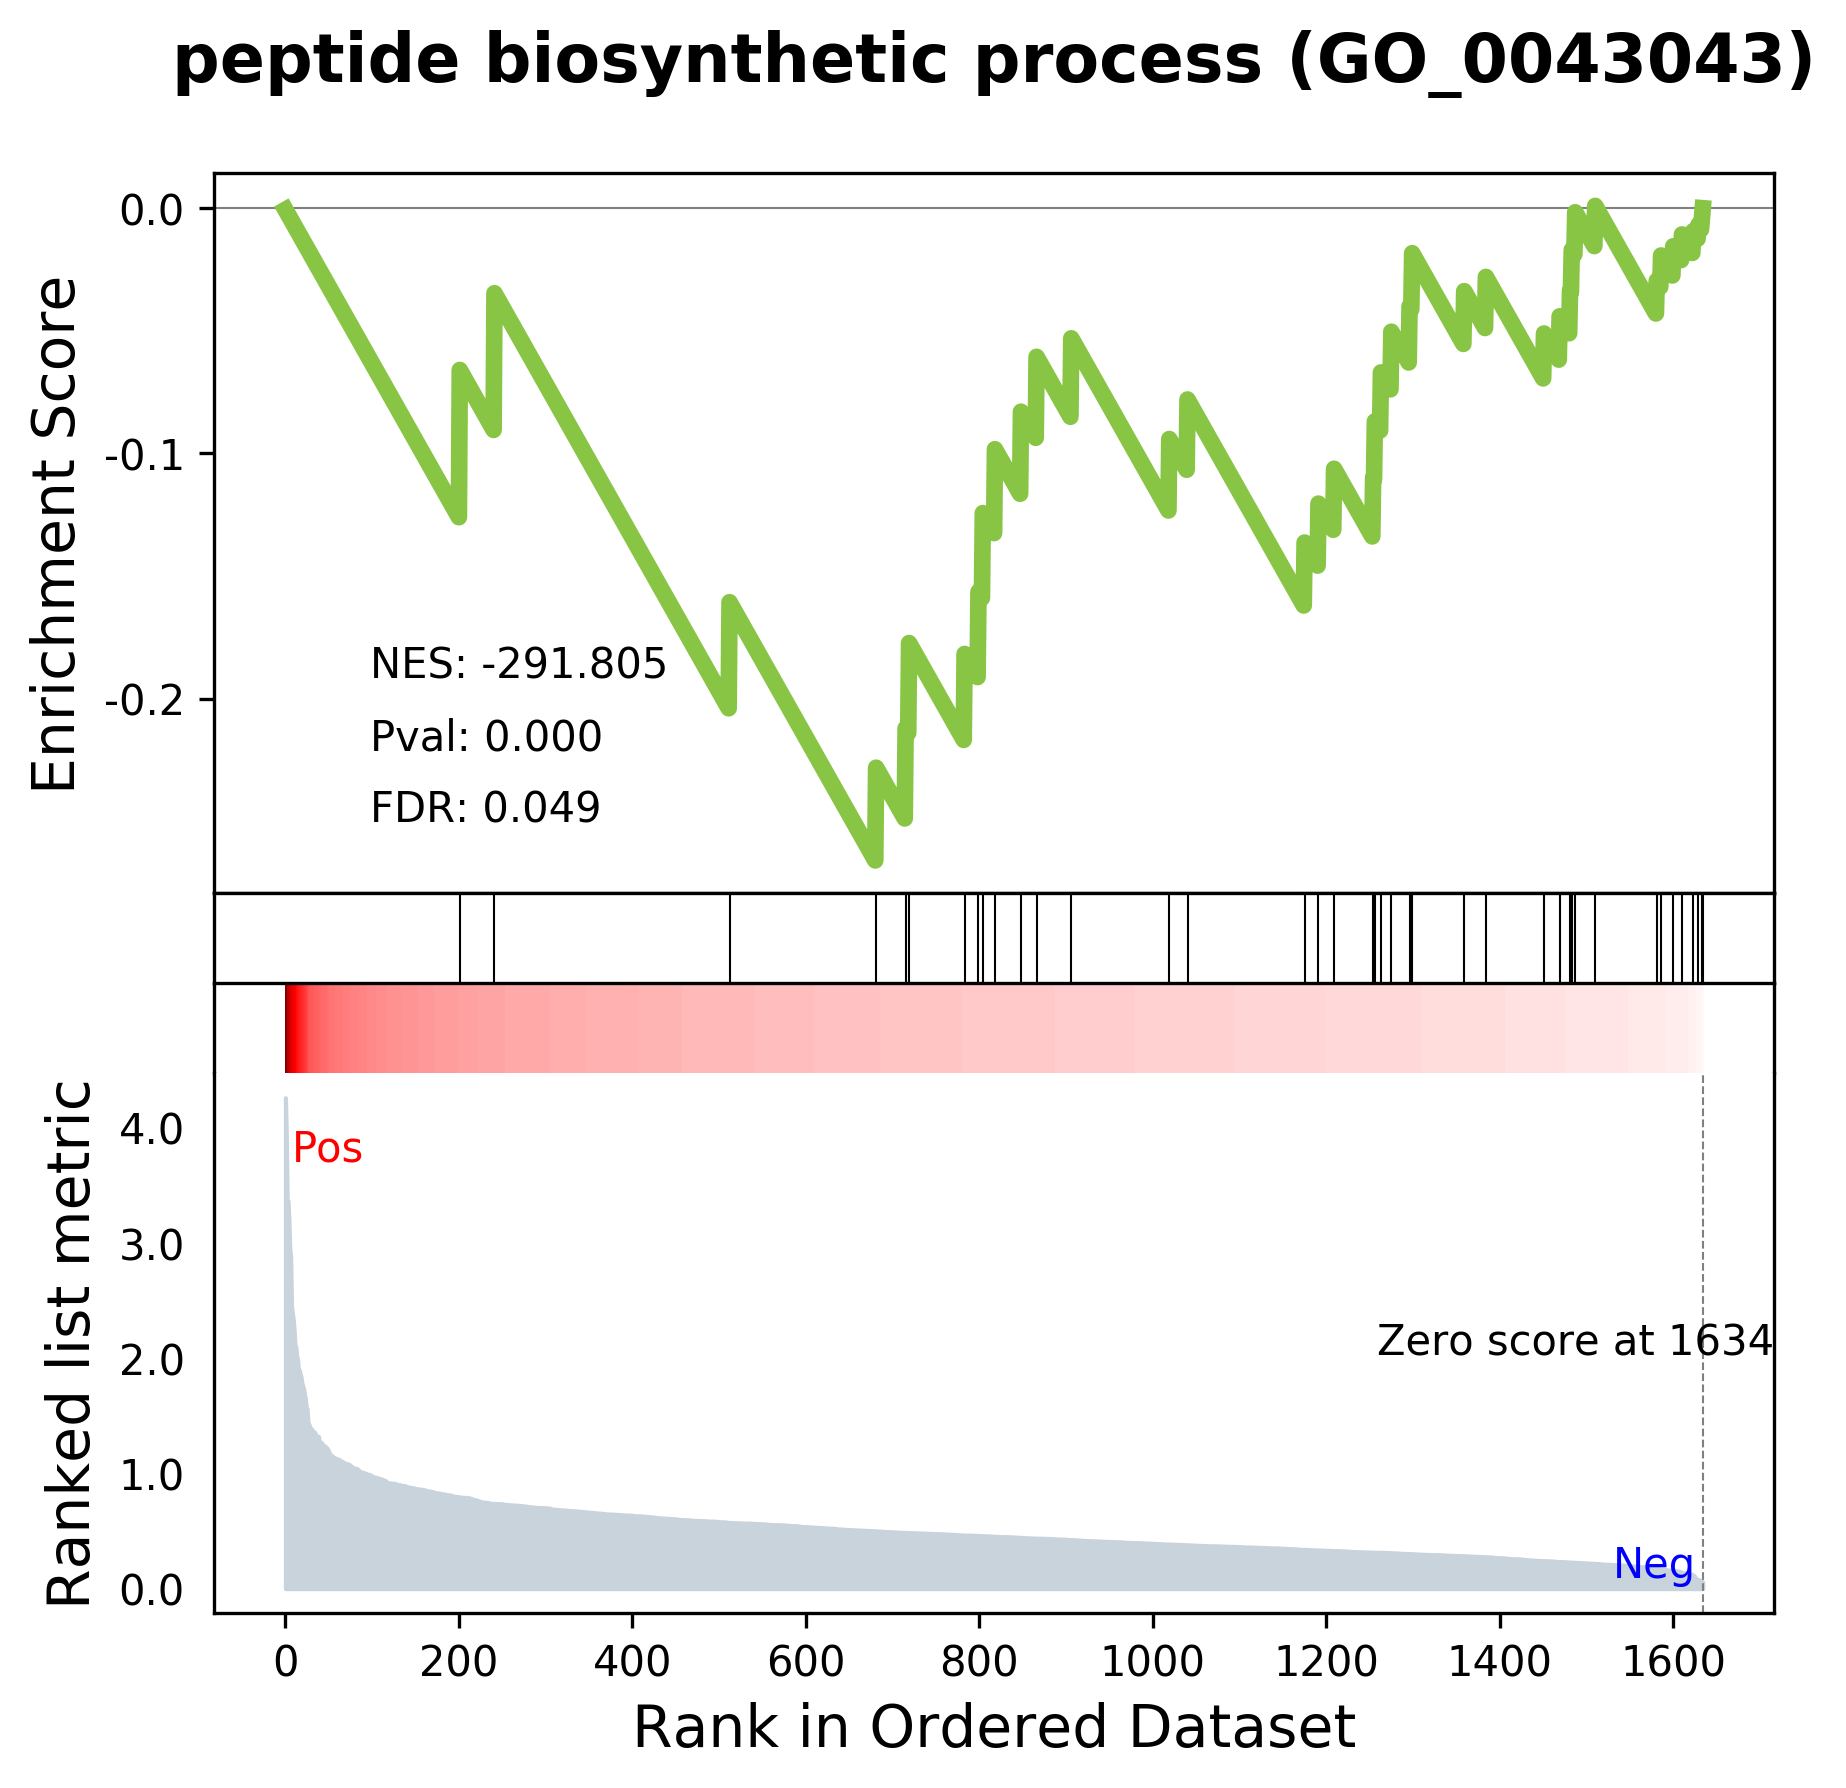 peptide biosynthetic process (GO_0043043)
Enrichment Score
0.0
-0.1
-0.2
NES: -291.805
Pval: 0.000
FDR: 0.049
Ranked list metric
4.0
3.0
2.0
1.0
0.0
Pos
Zero score at 1634
Neg
0 200 400 600 800 1000 1200 1400 1600
Rank in Ordered Dataset